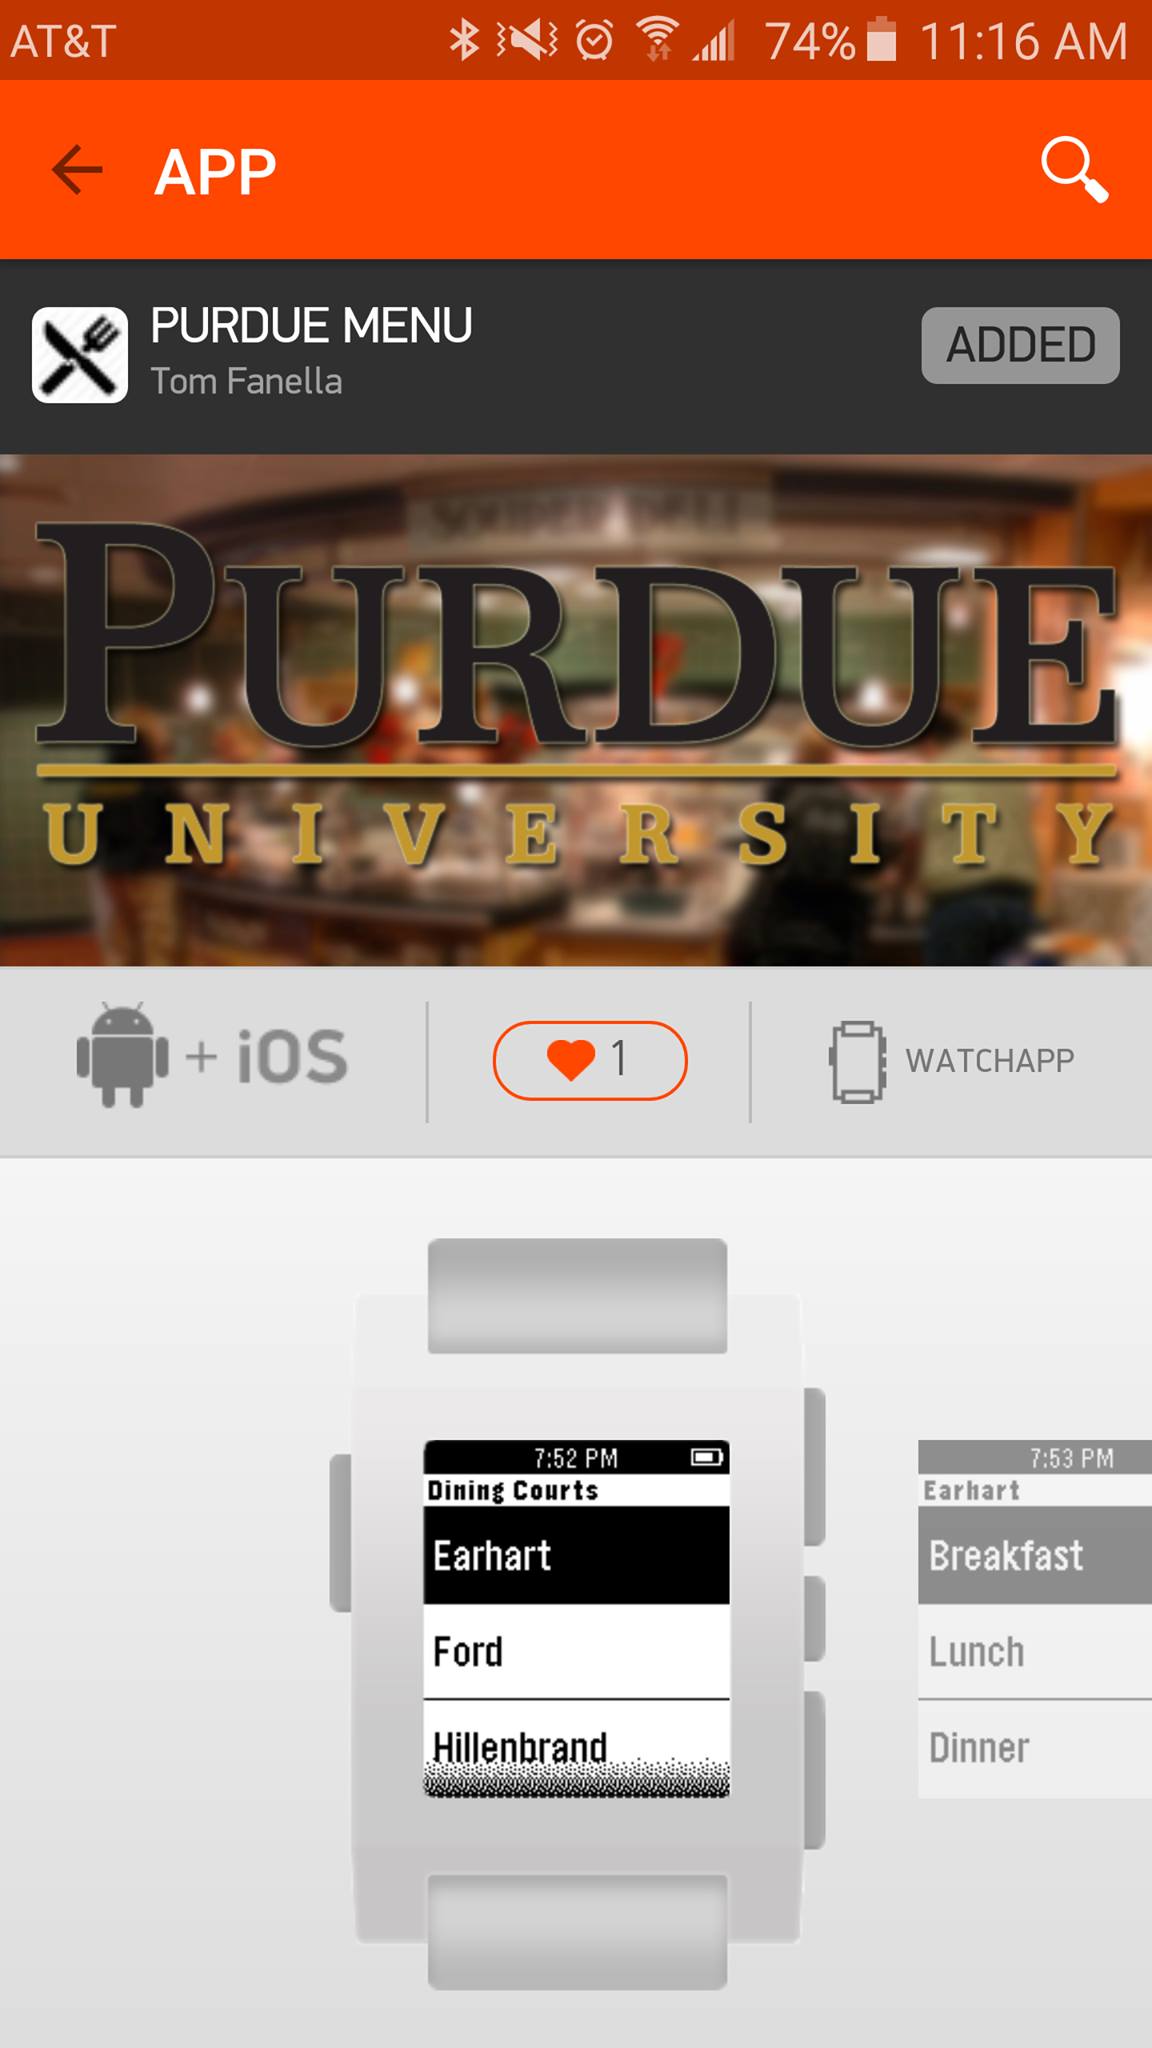 AT&T 74% 11:16 AM
APP
PURDUE MENU
Tom Fanella
ADDED
PURDUE
UNIVERSITY
+ iOS
1
WATCHAPP
7:52 PM
Dining Courts
Earhart
Ford
Hillenbrand
7:53 PM
Earhart
Breakfast
Lunch
Dinner